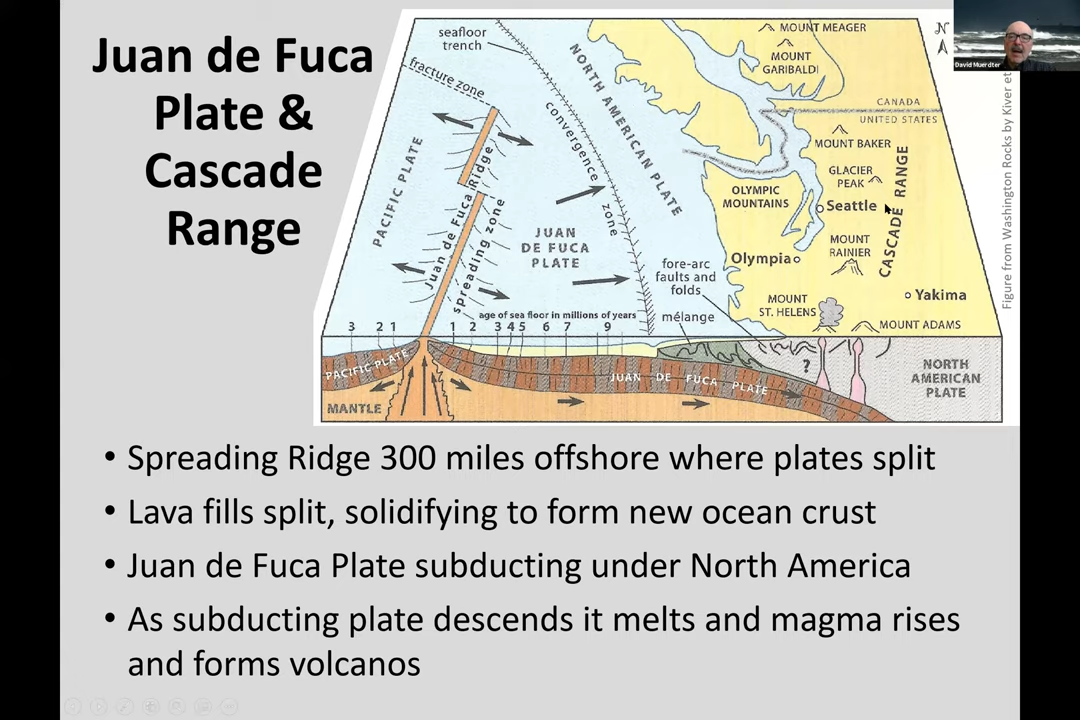 Juan de Fuca
Plate &
Cascade
Range
seafloor
trench
fracture zone
PACIFIC PLATE
Juan de Fuca Ridge
spreading zone
convergence zone
NORTH AMERICAN PLATE
JUAN
DE FUCA
PLATE
MOUNT MEAGER
MOUNT
GARIBALDI
CANADA
UNITED STATES
MOUNT BAKER
GLACIER
PEAK
CASCADE RANGE
OLYMPIC
MOUNTAINS
Seattle
MOUNT
RAINIER
Olympia
fore-arc
faults and
folds
mélange
MOUNT
ST. HELENS
Yakima
MOUNT ADAMS
N
age of sea floor in millions of years
3 2 1 1 2 3 4 5 6 7 9
PACIFIC PLATE
MANTLE
JUAN DE FUCA PLATE
?
NORTH
AMERICAN
PLATE
Figure from Washington Rocks by Kiver et
David Muerdter
• Spreading Ridge 300 miles offshore where plates split
• Lava fills split, solidifying to form new ocean crust
• Juan de Fuca Plate subducting under North America
• As subducting plate descends it melts and magma rises
and forms volcanos